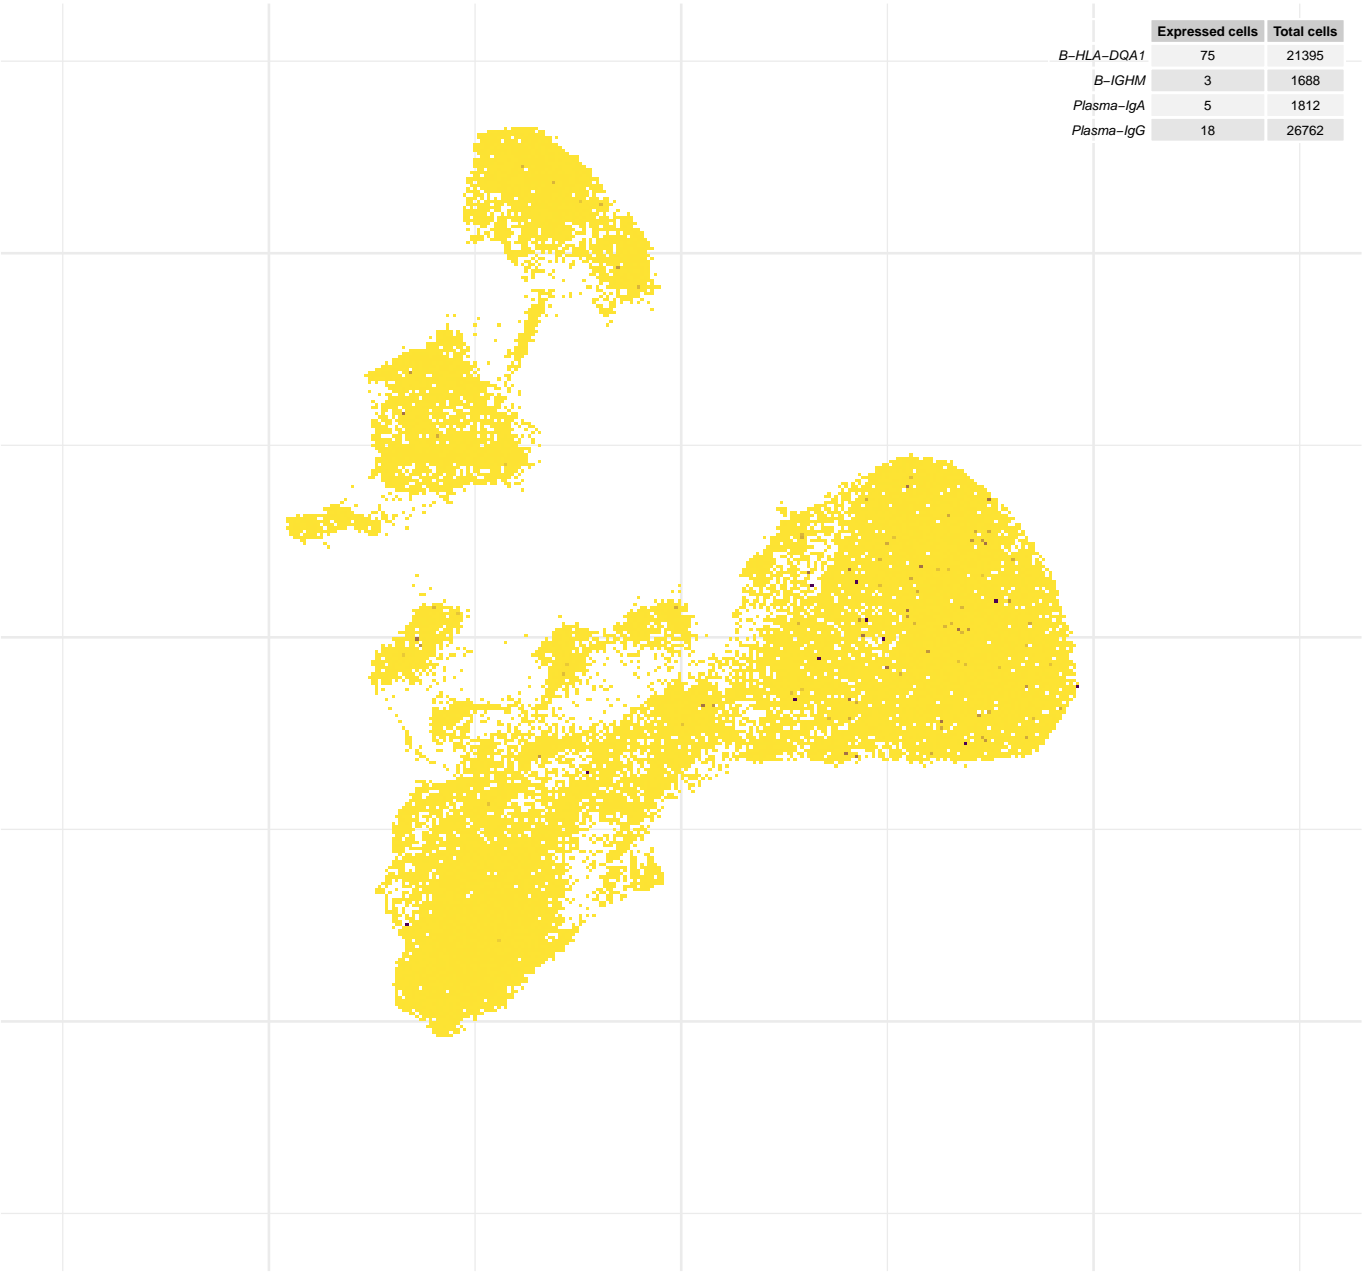 Expressed cells Total cells
B−HLA−DQA1 75 21395
B−IGHM 3 1688
Plasma−IgA 5 1812
Plasma−IgG 18 26762